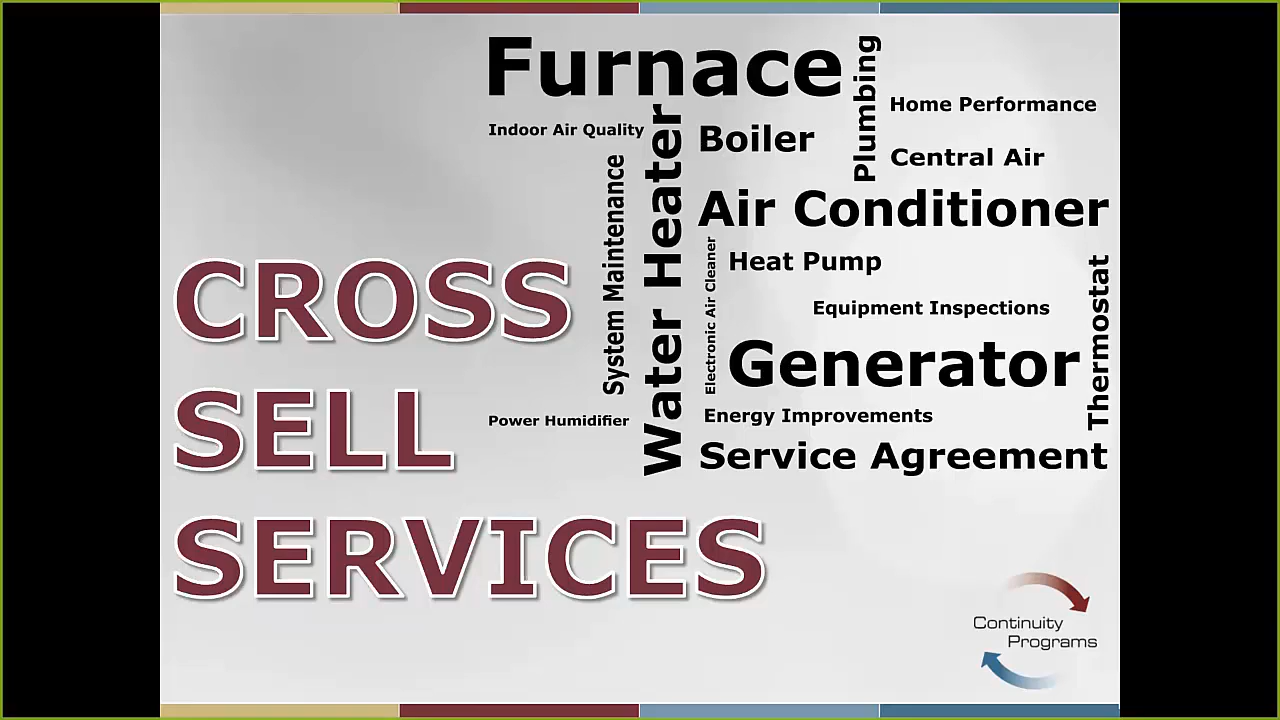 Furnace
Plumbing
Home Performance
Indoor Air Quality
Water Heater
Boiler
Central Air
System Maintenance
Air Conditioner
Electronic Air Cleaner
Heat Pump
Thermostat
Equipment Inspections
Generator
Power Humidifier
Energy Improvements
Service Agreement
CROSS
SELL
SERVICES
Continuity
Programs